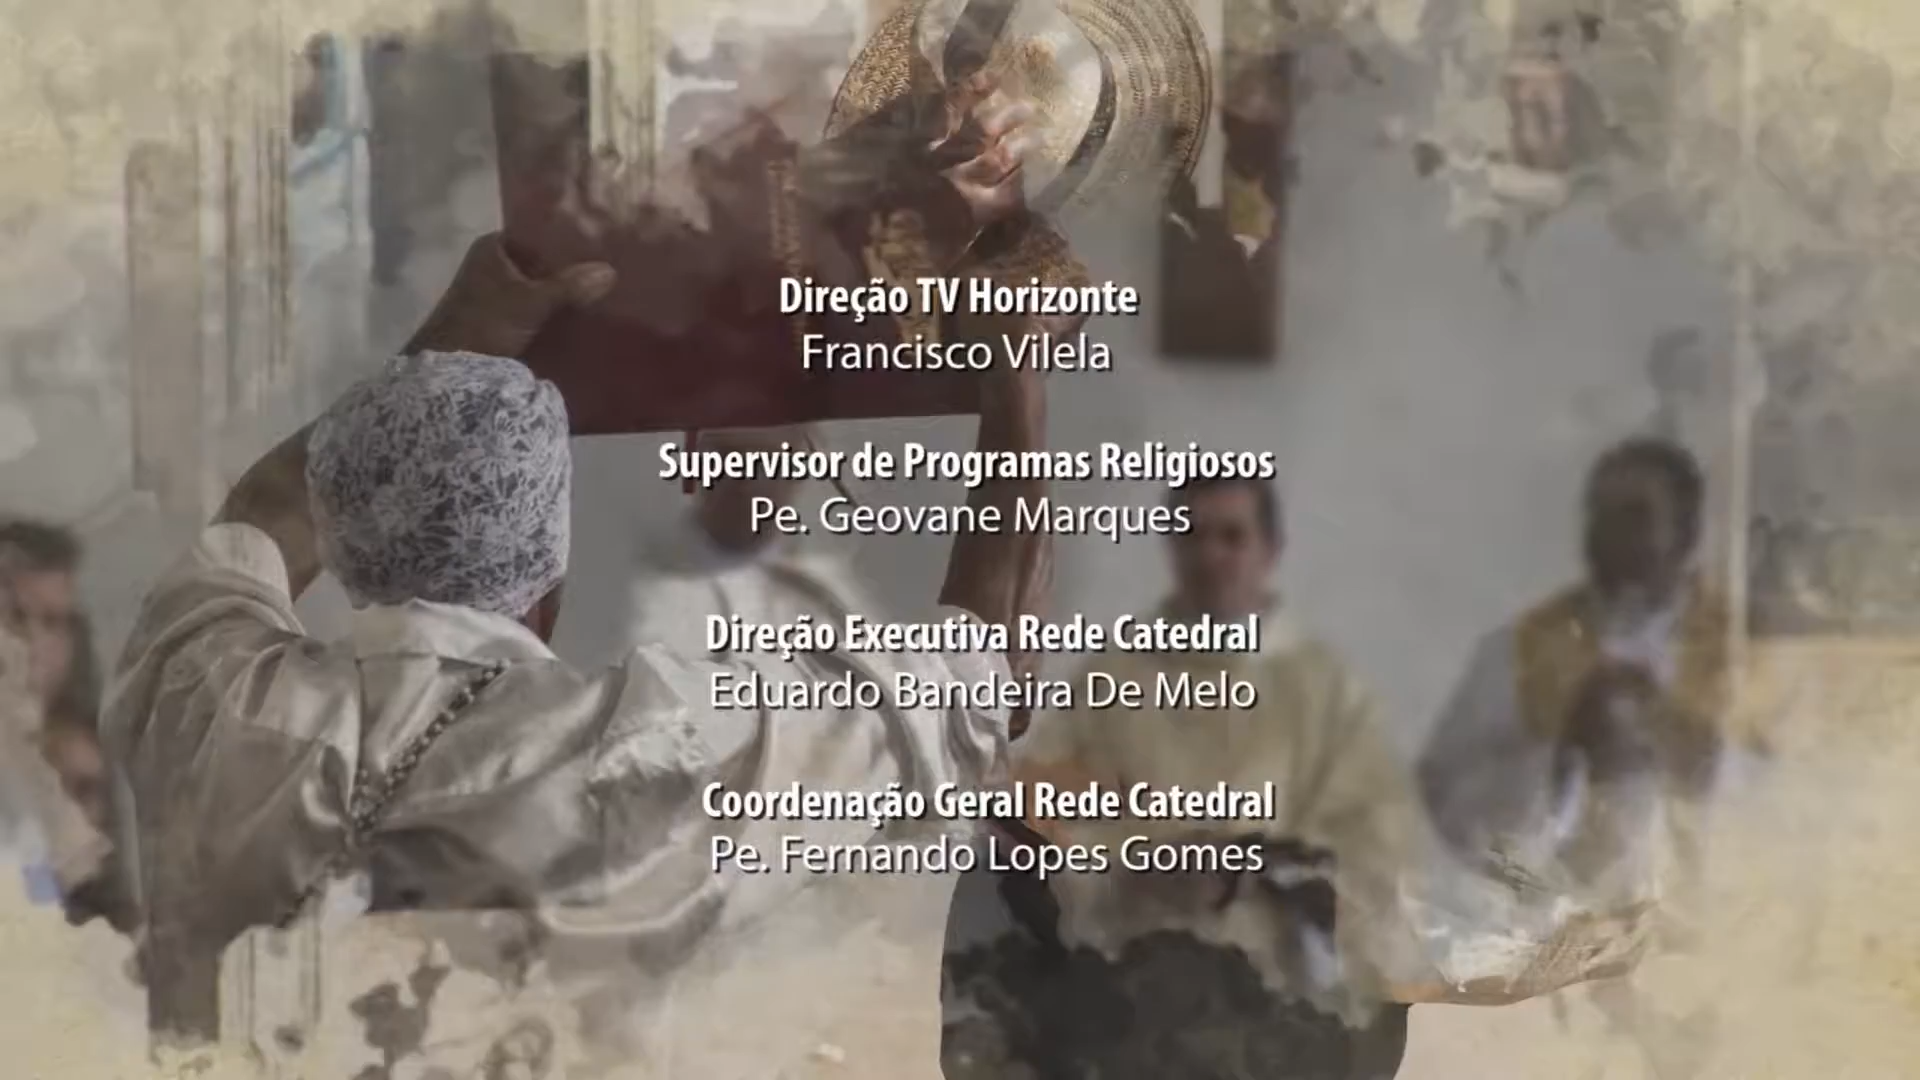 Direção TV Horizonte
Francisco Vilela
Supervisor de Programas Religiosos
Pe. Geovane Marques
Direção Executiva Rede Catedral
Eduardo Bandeira De Melo
Coordenação Geral Rede Catedral
Pe. Fernando Lopes Gomes